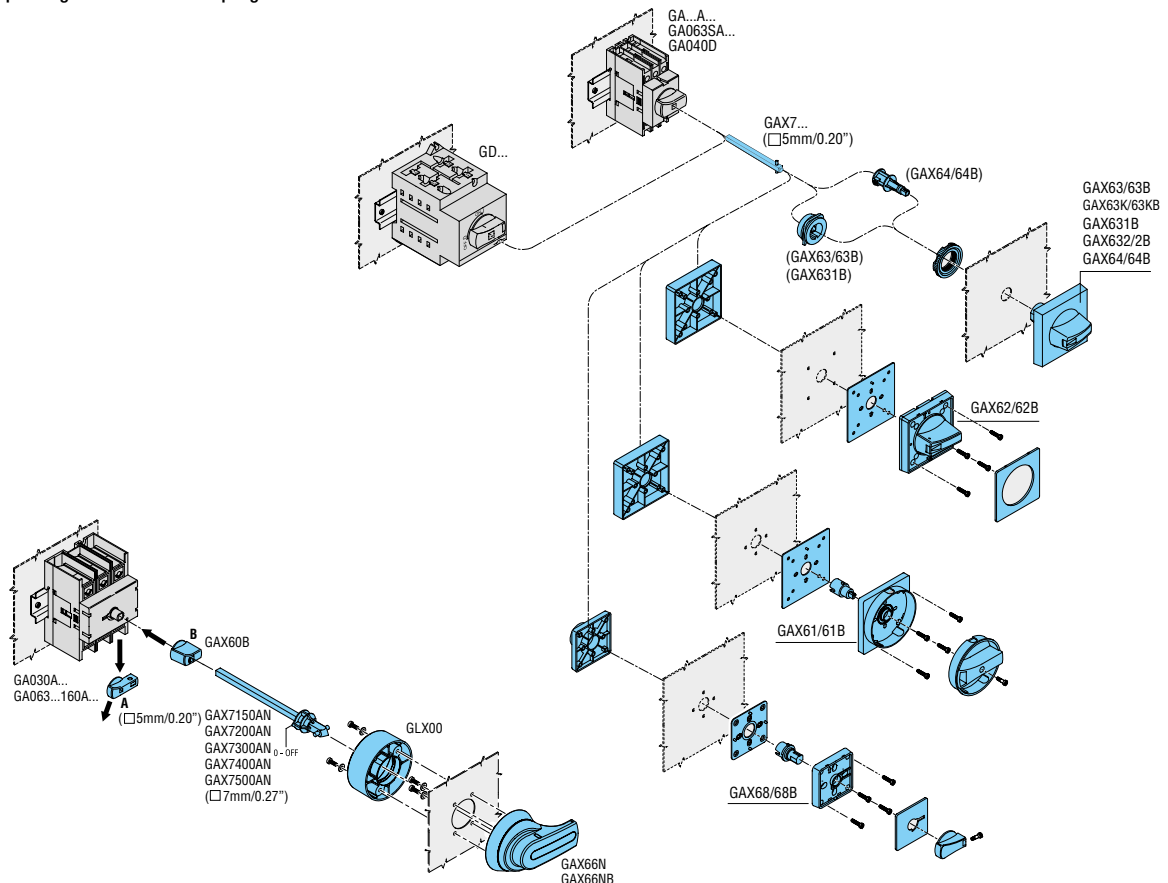 GA...A...
GA063SA...
GA040D
GAX7...
(□5mm/0.20”)
GD...
(GAX64/64B)
GAX63/63B
GAX63K/63KB
GAX631B
GAX632/2B
GAX64/64B
(GAX63/63B)
(GAX631B)
GAX62/62B
GAX61/61B
B
GAX60B
GA030A...
GA063...160A...
A
(□5mm/0.20”)
GAX7150AN
GAX7200AN
GAX7300AN
0 - OFF
GAX7400AN
GAX7500AN
(□7mm/0.27”)
GLX00
GAX68/68B
GAX66N
GAX66NB